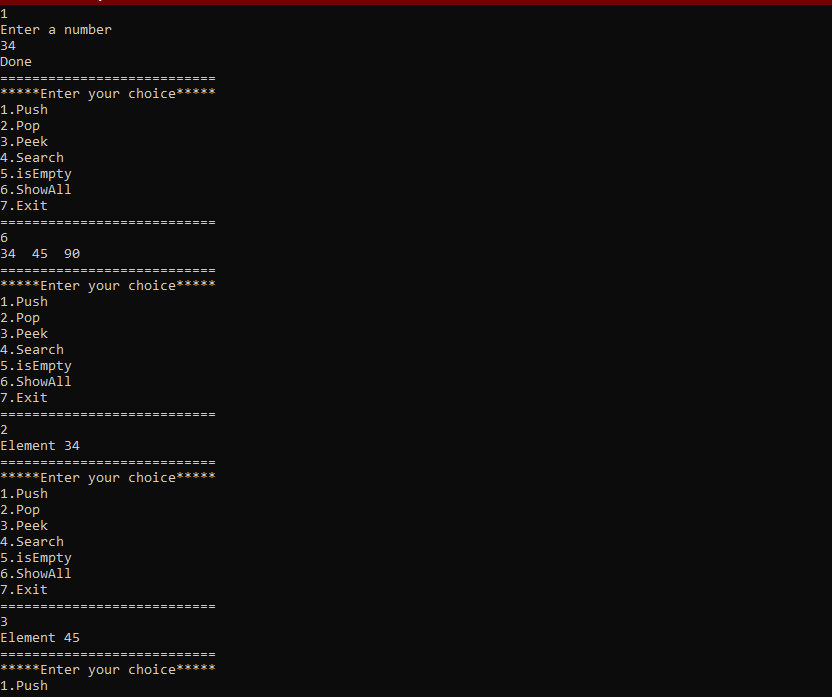 1
Enter a number
34
Done
===========================
*****Enter your choice*****
1.Push
2.Pop
3.Peek
4.Search
5.isEmpty
6.ShowAll
7.Exit
===========================
6
34  45  90
===========================
*****Enter your choice*****
1.Push
2.Pop
3.Peek
4.Search
5.isEmpty
6.ShowAll
7.Exit
===========================
2
Element 34
===========================
*****Enter your choice*****
1.Push
2.Pop
3.Peek
4.Search
5.isEmpty
6.ShowAll
7.Exit
===========================
3
Element 45
===========================
*****Enter your choice*****
1.Push